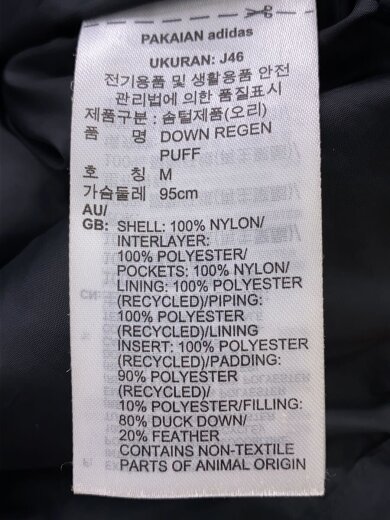 PAKAIAN adidas
UKURAN: J46
전기용품 및 생활용품 안전
관리법에 의한 품질표시
제품구분 : 솜털제품(오리)
품 명 DOWN REGEN
PUFF
호 칭 M
가슴둘레 95cm
AU/
GB: SHELL: 100% NYLON/
INTERLAYER:
100% POLYESTER/
POCKETS: 100% NYLON/
LINING: 100% POLYESTER
(RECYCLED)/PIPING:
100% POLYESTER
(RECYCLED)/LINING
INSERT: 100% POLYESTER
(RECYCLED)/PADDING:
90% POLYESTER
(RECYCLED)/
10% POLYESTER/FILLING:
80% DUCK DOWN/
20% FEATHER
CONTAINS NON-TEXTILE
PARTS OF ANIMAL ORIGIN